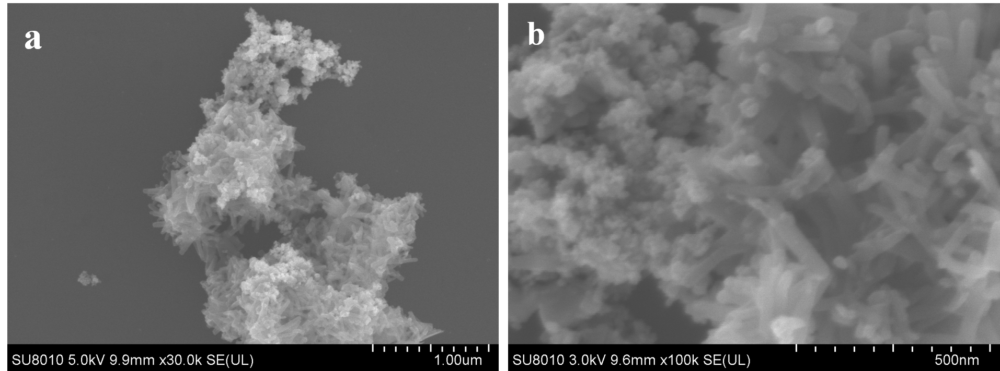 a
b
SU8010 5.0kV 9.9mm x30.0k SE(UL)
1.00um
SU8010 3.0kV 9.6mm x100k SE(UL)
500nm